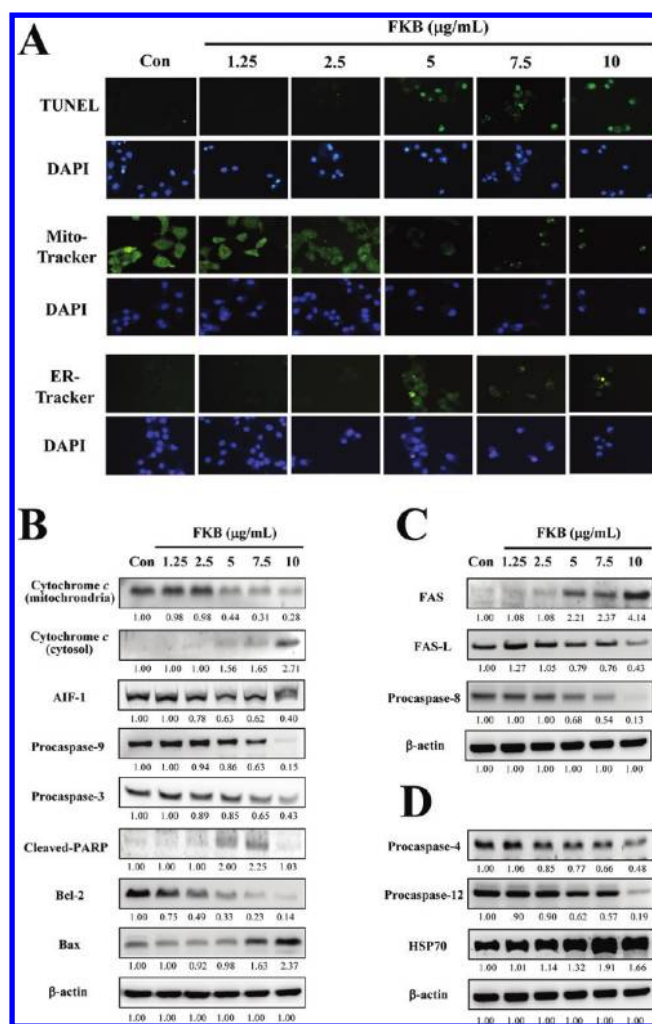 A
FKB (μg/mL)
Con 1.25 2.5 5 7.5 10
TUNEL
DAPI
Mito-
Tracker
DAPI
ER-
Tracker
DAPI
B
FKB (μg/mL)
Con 1.25 2.5 5 7.5 10
Cytochrome c
(mitochrondria)
1.00 0.98 0.98 0.44 0.31 0.28
Cytochrome c
(cytosol)
1.00 1.00 1.00 1.56 1.65 2.71
AIF-1
1.00 1.00 0.78 0.63 0.62 0.40
Procaspase-9
1.00 1.00 0.94 0.86 0.63 0.15
Procaspase-3
1.00 1.00 0.89 0.85 0.65 0.43
Cleaved-PARP
1.00 1.00 1.00 2.00 2.25 1.03
Bcl-2
1.00 0.75 0.49 0.33 0.23 0.14
Bax
1.00 1.00 0.92 0.98 1.63 2.37
β-actin
1.00 1.00 1.00 1.00 1.00 1.00
C
FKB (μg/mL)
Con 1.25 2.5 5 7.5 10
FAS
1.00 1.08 1.08 2.21 2.37 4.14
FAS-L
1.00 1.27 1.05 0.79 0.76 0.43
Procaspase-8
1.00 1.00 1.00 0.68 0.54 0.13
β-actin
1.00 1.00 1.00 1.00 1.00 1.00
D
Procaspase-4
1.00 1.06 0.85 0.77 0.66 0.48
Procaspase-12
1.00 .90 0.90 0.62 0.57 0.19
HSP70
1.00 1.01 1.14 1.32 1.91 1.66
β-actin
1.00 1.00 1.00 1.00 1.00 1.00